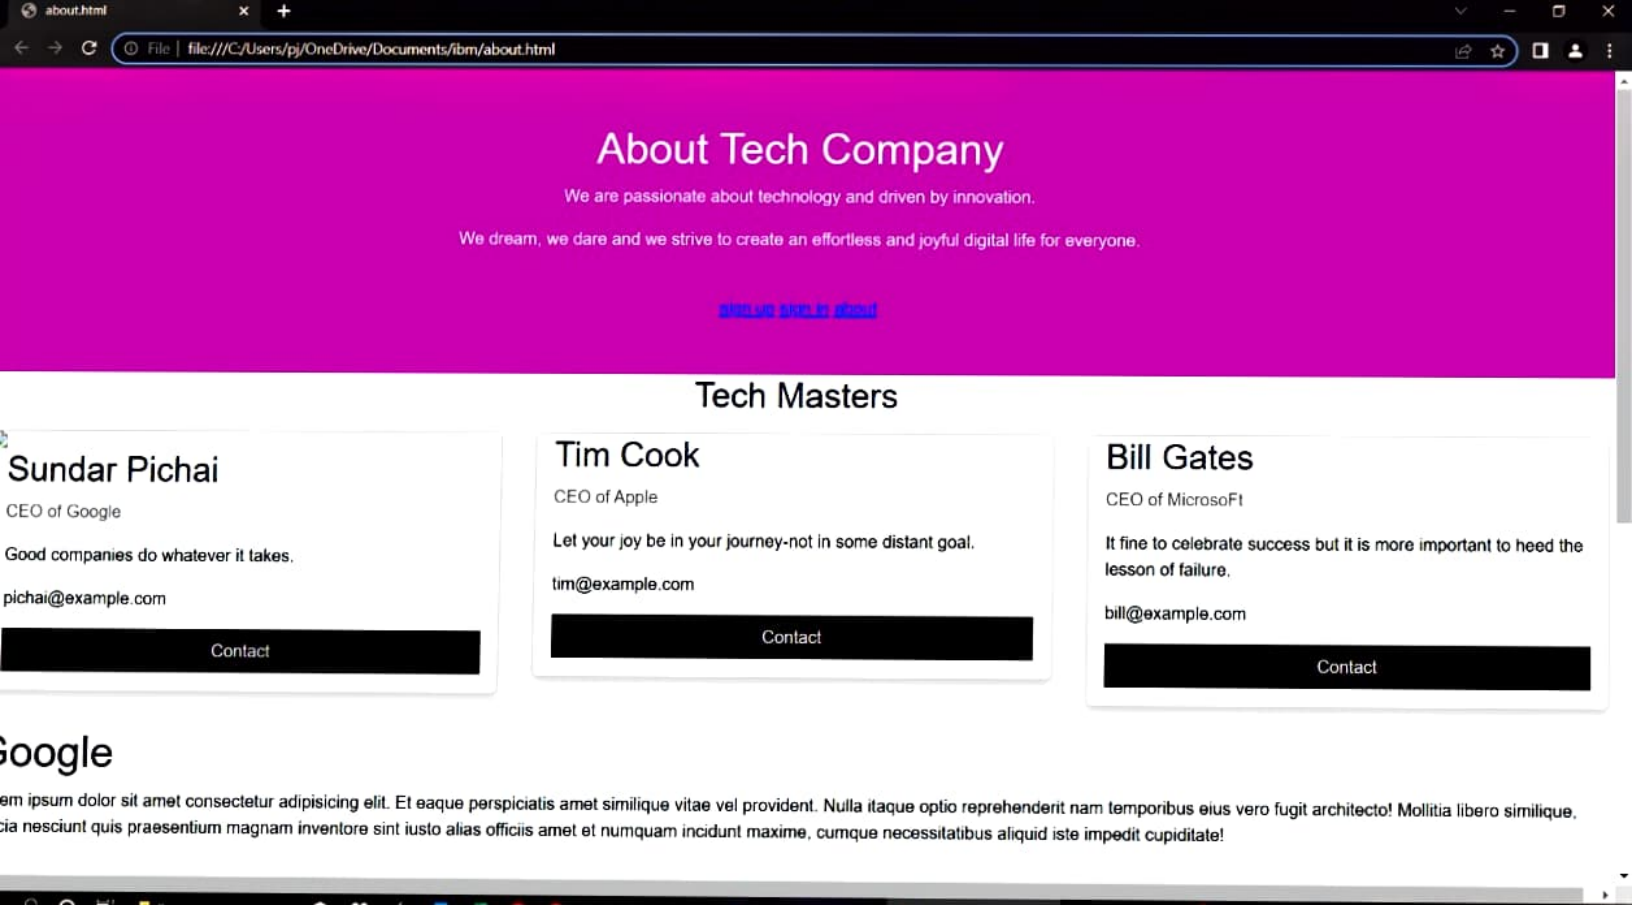 about.html
File | file:///C:/Users/pj/OneDrive/Documents/ibm/about.html
About Tech Company
We are passionate about technology and driven by innovation.
We dream, we dare and we strive to create an effortless and joyful digital life for everyone.
sign up sign in about
Tech Masters
Sundar Pichai
CEO of Google
Good companies do whatever it takes.
pichai@example.com
Contact
Tim Cook
CEO of Apple
Let your joy be in your journey-not in some distant goal.
tim@example.com
Contact
Bill Gates
CEO of MicrosoFt
It fine to celebrate success but it is more important to heed the
lesson of failure.
bill@example.com
Contact
Google
em ipsum dolor sit amet consectetur adipisicing elit. Et eaque perspiciatis amet similique vitae vel provident. Nulla itaque optio reprehenderit nam temporibus eius vero fugit architecto! Mollitia libero similique,
cia nesciunt quis praesentium magnam inventore sint iusto alias officiis amet et numquam incidunt maxime, cumque necessitatibus aliquid iste impedit cupiditate!